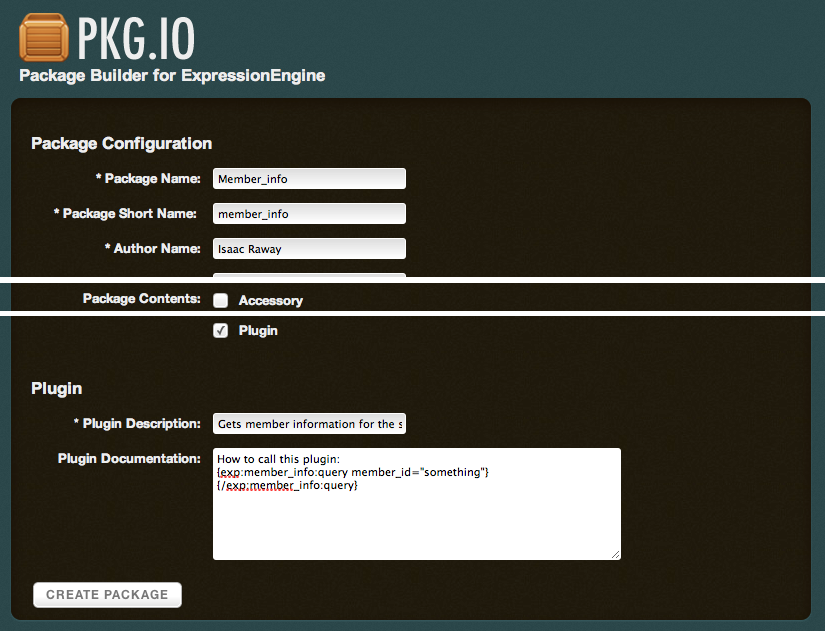 PKG.IO
Package Builder for ExpressionEngine
Package Configuration
* Package Name: Member_info
* Package Short Name: member_info
* Author Name: Isaac Raway
Package Contents: Accessory
Plugin
Plugin
* Plugin Description: Gets member information for the s
Plugin Documentation: How to call this plugin:
{exp:member_info:query member_id="something"}
{/exp:member_info:query}
CREATE PACKAGE